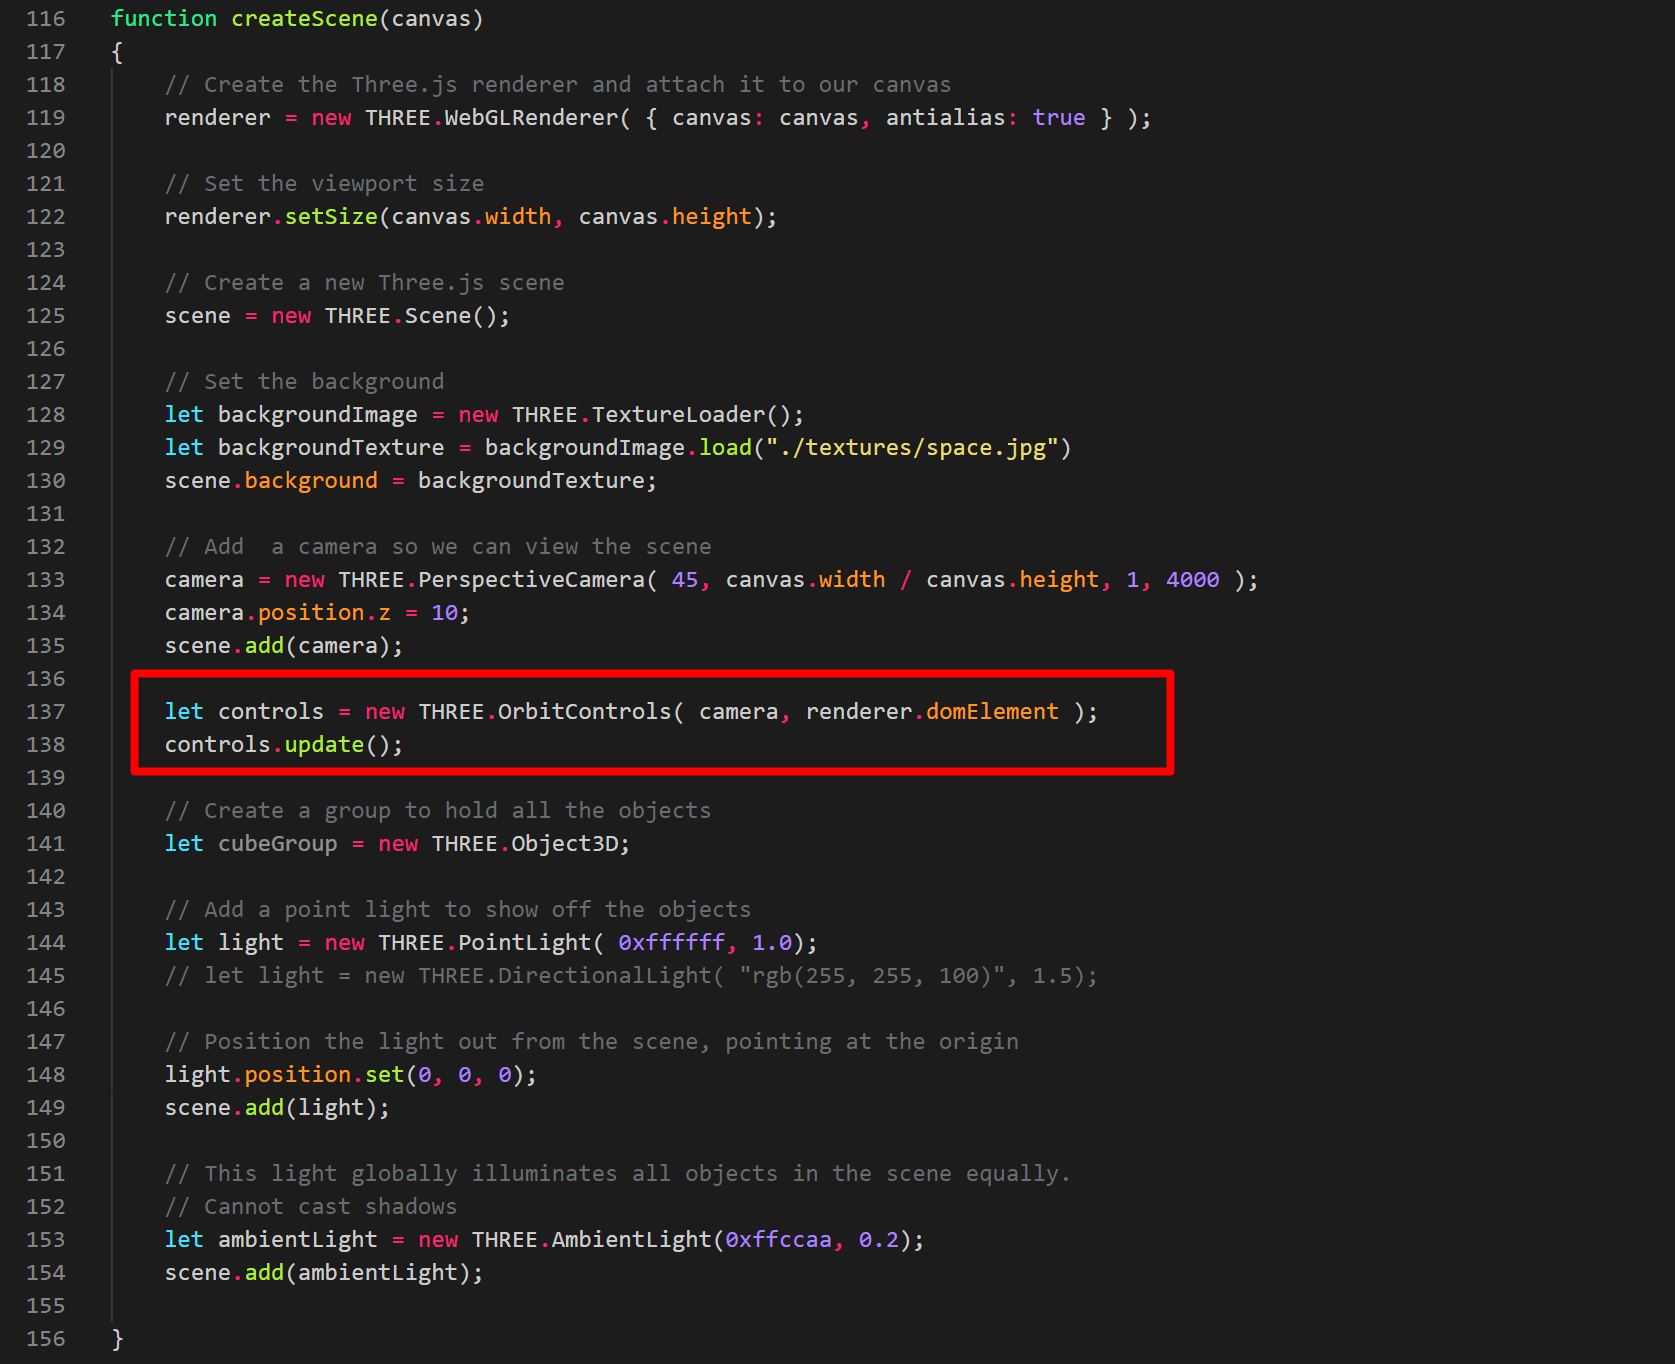 116 function createScene(canvas)
117 {
118 // Create the Three.js renderer and attach it to our canvas
119 renderer = new THREE.WebGLRenderer( { canvas: canvas, antialias: true } );
120
121 // Set the viewport size
122 renderer.setSize(canvas.width, canvas.height);
123
124 // Create a new Three.js scene
125 scene = new THREE.Scene();
126
127 // Set the background
128 let backgroundImage = new THREE.TextureLoader();
129 let backgroundTexture = backgroundImage.load("./textures/space.jpg")
130 scene.background = backgroundTexture;
131
132 // Add  a camera so we can view the scene
133 camera = new THREE.PerspectiveCamera( 45, canvas.width / canvas.height, 1, 4000 );
134 camera.position.z = 10;
135 scene.add(camera);
136
137 let controls = new THREE.OrbitControls( camera, renderer.domElement );
138 controls.update();
139
140 // Create a group to hold all the objects
141 let cubeGroup = new THREE.Object3D;
142
143 // Add a point light to show off the objects
144 let light = new THREE.PointLight( 0xffffff, 1.0);
145 // let light = new THREE.DirectionalLight( "rgb(255, 255, 100)", 1.5);
146
147 // Position the light out from the scene, pointing at the origin
148 light.position.set(0, 0, 0);
149 scene.add(light);
150
151 // This light globally illuminates all objects in the scene equally.
152 // Cannot cast shadows
153 let ambientLight = new THREE.AmbientLight(0xffccaa, 0.2);
154 scene.add(ambientLight);
155
156 }